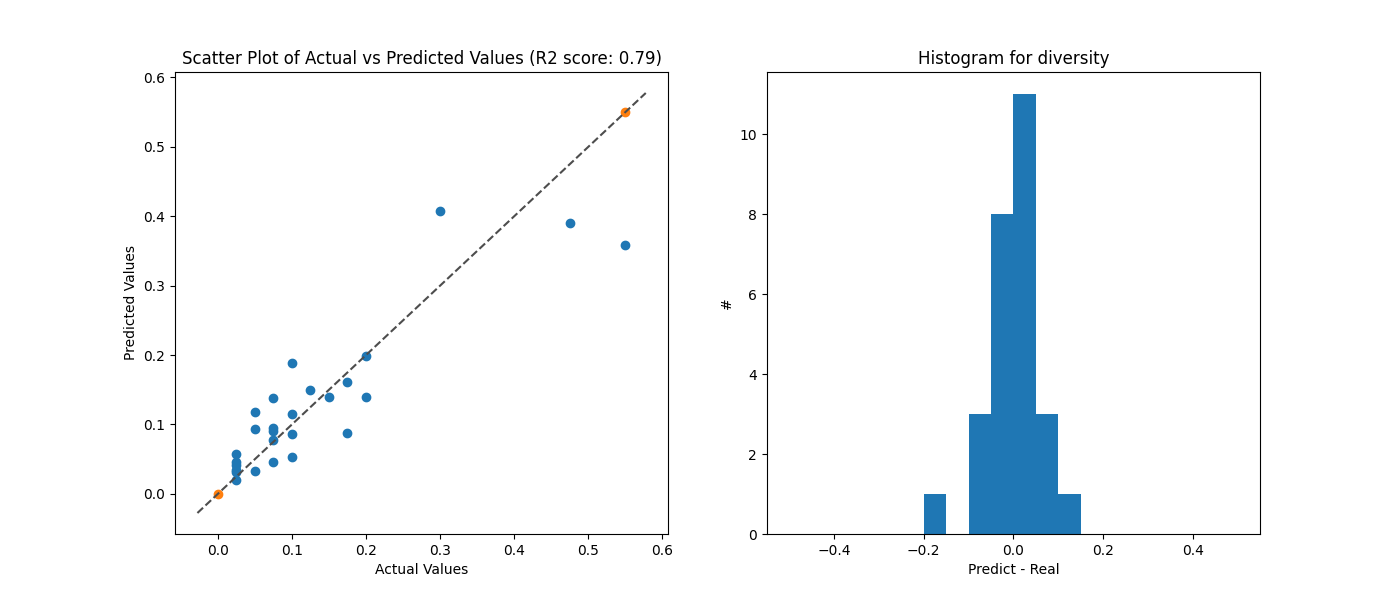 Scatter Plot of Actual vs Predicted Values (R2 score: 0.79)
0.6
0.5
0.4
0.3
0.2
0.1
0.0
Predicted Values
0.0 0.1 0.2 0.3 0.4 0.5 0.6
Actual Values
Histogram for diversity
10
8
6
4
2
0
#
−0.4 −0.2 0.0 0.2 0.4
Predict - Real